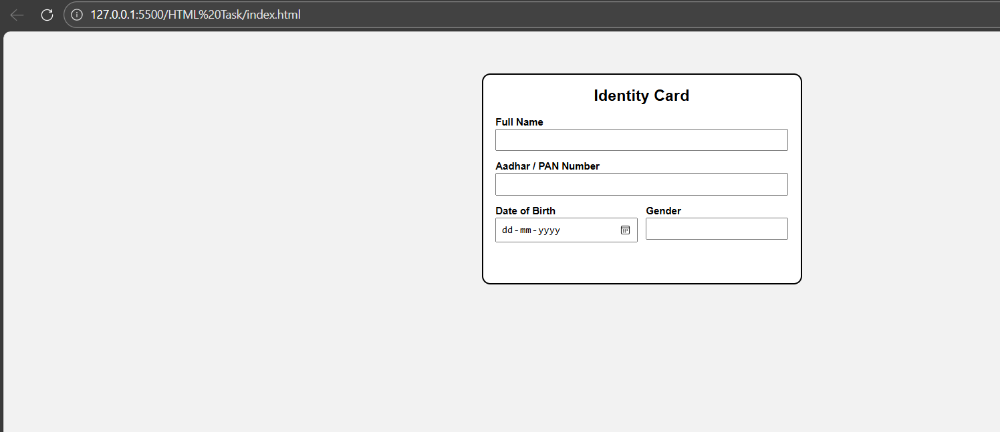 127.0.0.1:5500/HTML%20Task/index.html
Identity Card
Full Name
Aadhar / PAN Number
Date of Birth Gender
dd-mm-yyyy